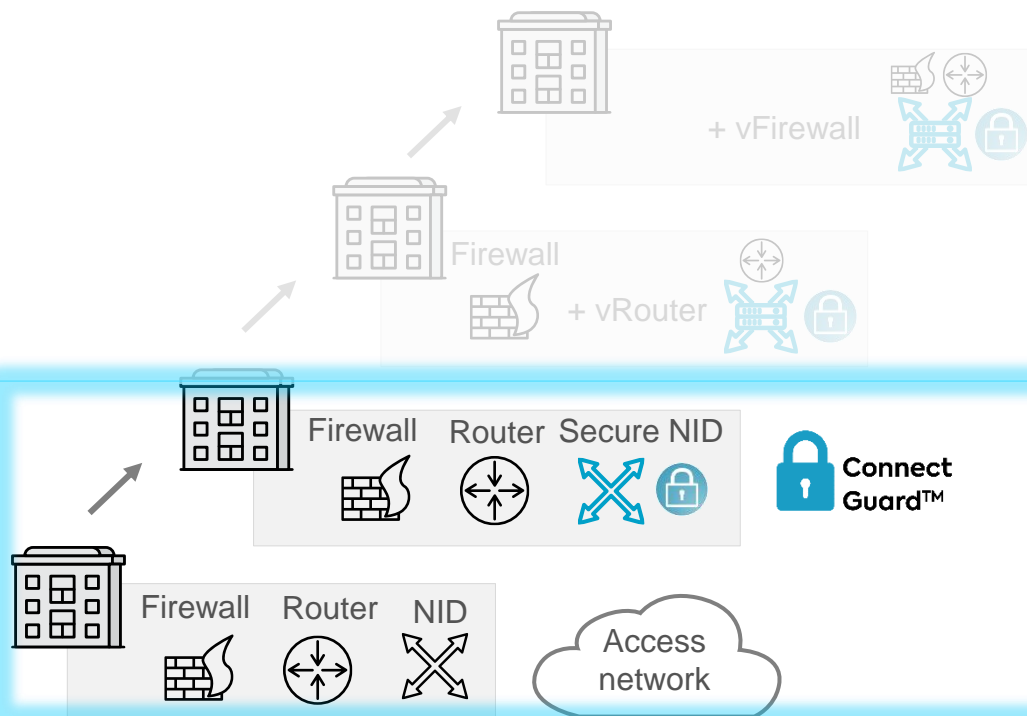 + vFirewall
Firewall
+ vRouter
Firewall Router Secure NID
Connect
Guard™
Firewall Router NID
Access
network